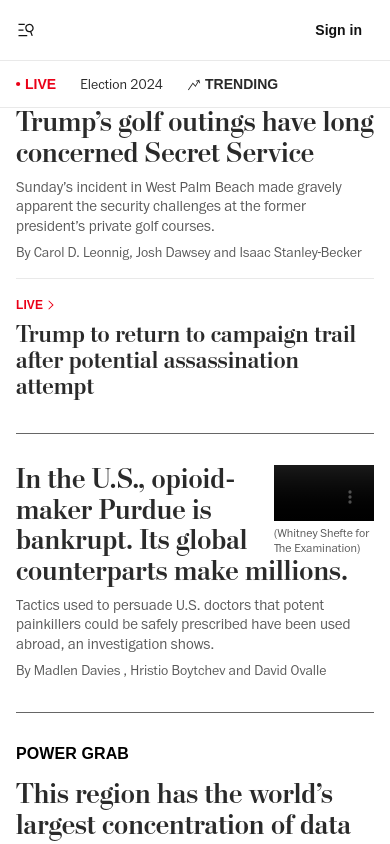 Sign in
LIVE
Election 2024
TRENDING
Trump’s golf outings have long
concerned Secret Service
Sunday’s incident in West Palm Beach made gravely
apparent the security challenges at the former
president’s private golf courses.
By Carol D. Leonnig, Josh Dawsey and Isaac Stanley-Becker
LIVE
Trump to return to campaign trail
after potential assassination
attempt
In the U.S., opioid-
maker Purdue is
bankrupt. Its global
counterparts make millions.
(Whitney Shefte for
The Examination)
Tactics used to persuade U.S. doctors that potent
painkillers could be safely prescribed have been used
abroad, an investigation shows.
By Madlen Davies , Hristio Boytchev and David Ovalle
POWER GRAB
This region has the world’s
largest concentration of data